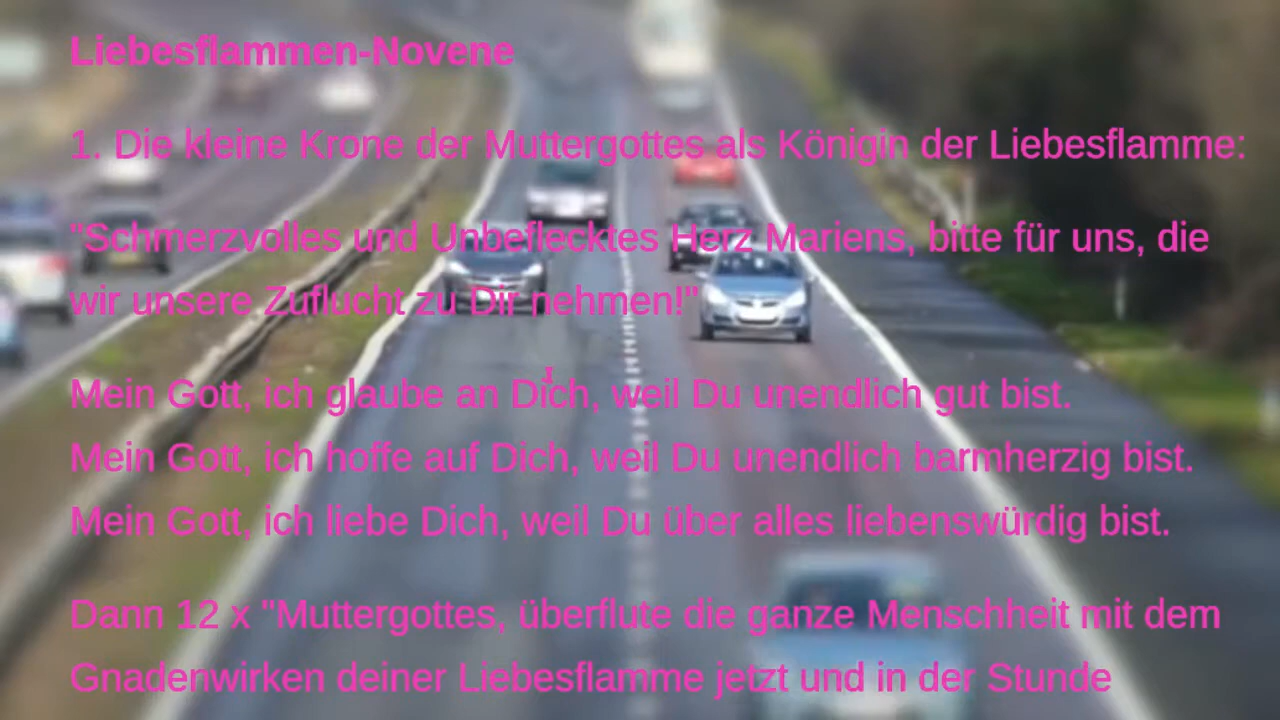 Liebesflammen-Novene
1. Die kleine Krone der Muttergottes als Königin der Liebesflamme:
"Schmerzvolles und Unbeflecktes Herz Mariens, bitte für uns, die
wir unsere Zuflucht zu Dir nehmen!"
Mein Gott, ich glaube an Dich, weil Du unendlich gut bist.
Mein Gott, ich hoffe auf Dich, weil Du unendlich barmherzig bist.
Mein Gott, ich liebe Dich, weil Du über alles liebenswürdig bist.
Dann 12 x "Muttergottes, überflute die ganze Menschheit mit dem
Gnadenwirken deiner Liebesflamme jetzt und in der Stunde